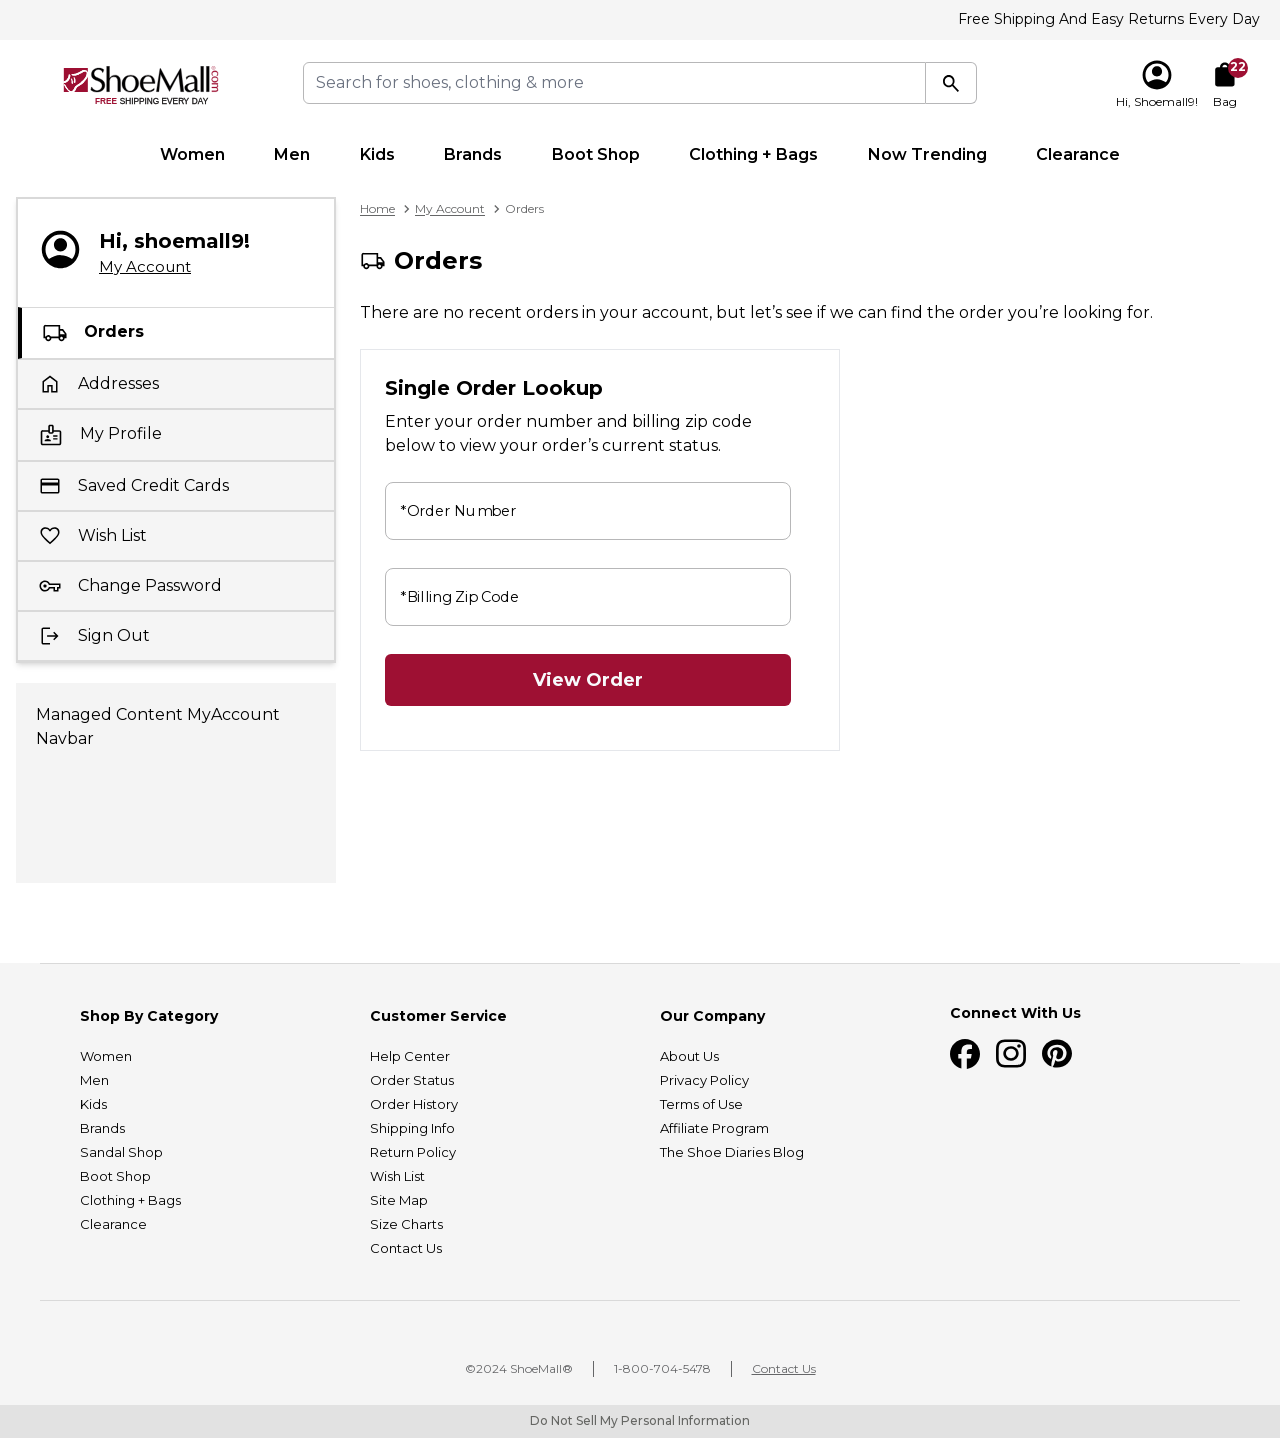 Free Shipping And Easy Returns Every Day
ShoeMall®.com
FREE SHIPPING EVERY DAY
Search for shoes, clothing & more
22
Hi, Shoemall9!
Bag
Women
Men
Kids
Brands
Boot Shop
Clothing + Bags
Now Trending
Clearance
Hi, shoemall9!
My Account
Orders
Addresses
My Profile
Saved Credit Cards
Wish List
Change Password
Sign Out
Managed Content MyAccount
Navbar
Home > My Account > Orders
Orders
There are no recent orders in your account, but let’s see if we can find the order you’re looking for.
Single Order Lookup
Enter your order number and billing zip code
below to view your order’s current status.
*Order Number
*Billing Zip Code
View Order
Shop By Category
Women
Men
Kids
Brands
Sandal Shop
Boot Shop
Clothing + Bags
Clearance
Customer Service
Help Center
Order Status
Order History
Shipping Info
Return Policy
Wish List
Site Map
Size Charts
Contact Us
Our Company
About Us
Privacy Policy
Terms of Use
Affiliate Program
The Shoe Diaries Blog
Connect With Us
©2024 ShoeMall®
1-800-704-5478
Contact Us
Do Not Sell My Personal Information